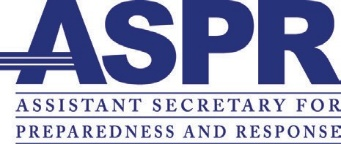 ASPR
ASSISTANT SECRETARY FOR
PREPAREDNESS AND RESPONSE